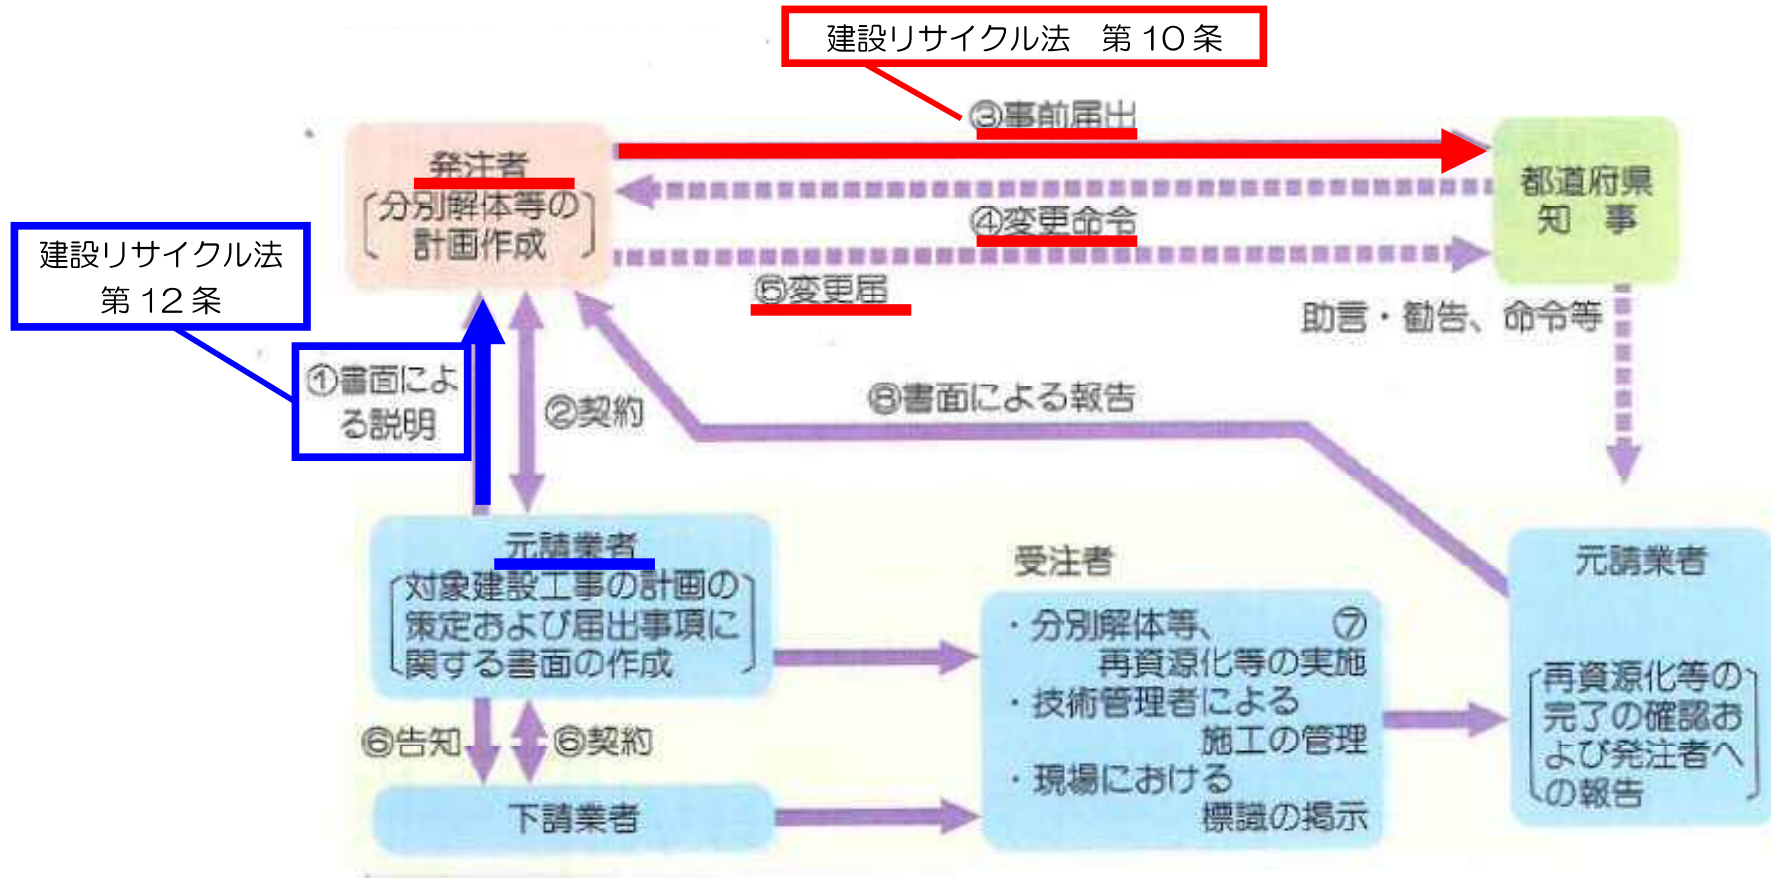 建設リサイクル法　第10条
③事前届出
発注者
分別解体等の
計画作成
都道府県
知　事
④変更命令
⑤変更届
建設リサイクル法
第12条
①書面によ
る説明
②契約
助言・勧告、命令等
⑧書面による報告
元請業者
対象建設工事の計画の
策定および届出事項に
関する書面の作成
受注者
・分別解体等、　⑦
再資源化等の実施
・技術管理者による
施工の管理
・現場における
標識の掲示
元請業者
再資源化等の
完了の確認お
よび発注者へ
の報告
⑥告知
⑥契約
下請業者